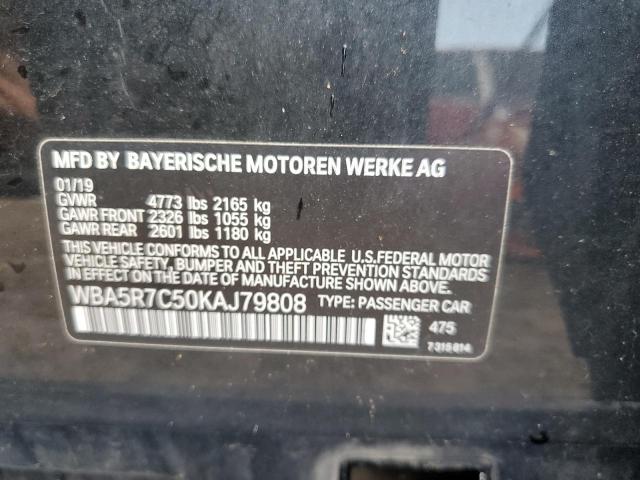 MFD BY BAYERISCHE MOTOREN WERKE AG
01/19
GVWR 4773 lbs 2165 kg
GAWR FRONT 2326 lbs 1055 kg
GAWR REAR 2601 lbs 1180 kg
THIS VEHICLE CONFORMS TO ALL APPLICABLE U.S.FEDERAL MOTOR
VEHICLE SAFETY, BUMPER AND THEFT PREVENTION STANDARDS
IN EFFECT ON THE DATE OF MANUFACTURE SHOWN ABOVE.
WBA5R7C50KAJ79808 TYPE: PASSENGER CAR
475
7315814